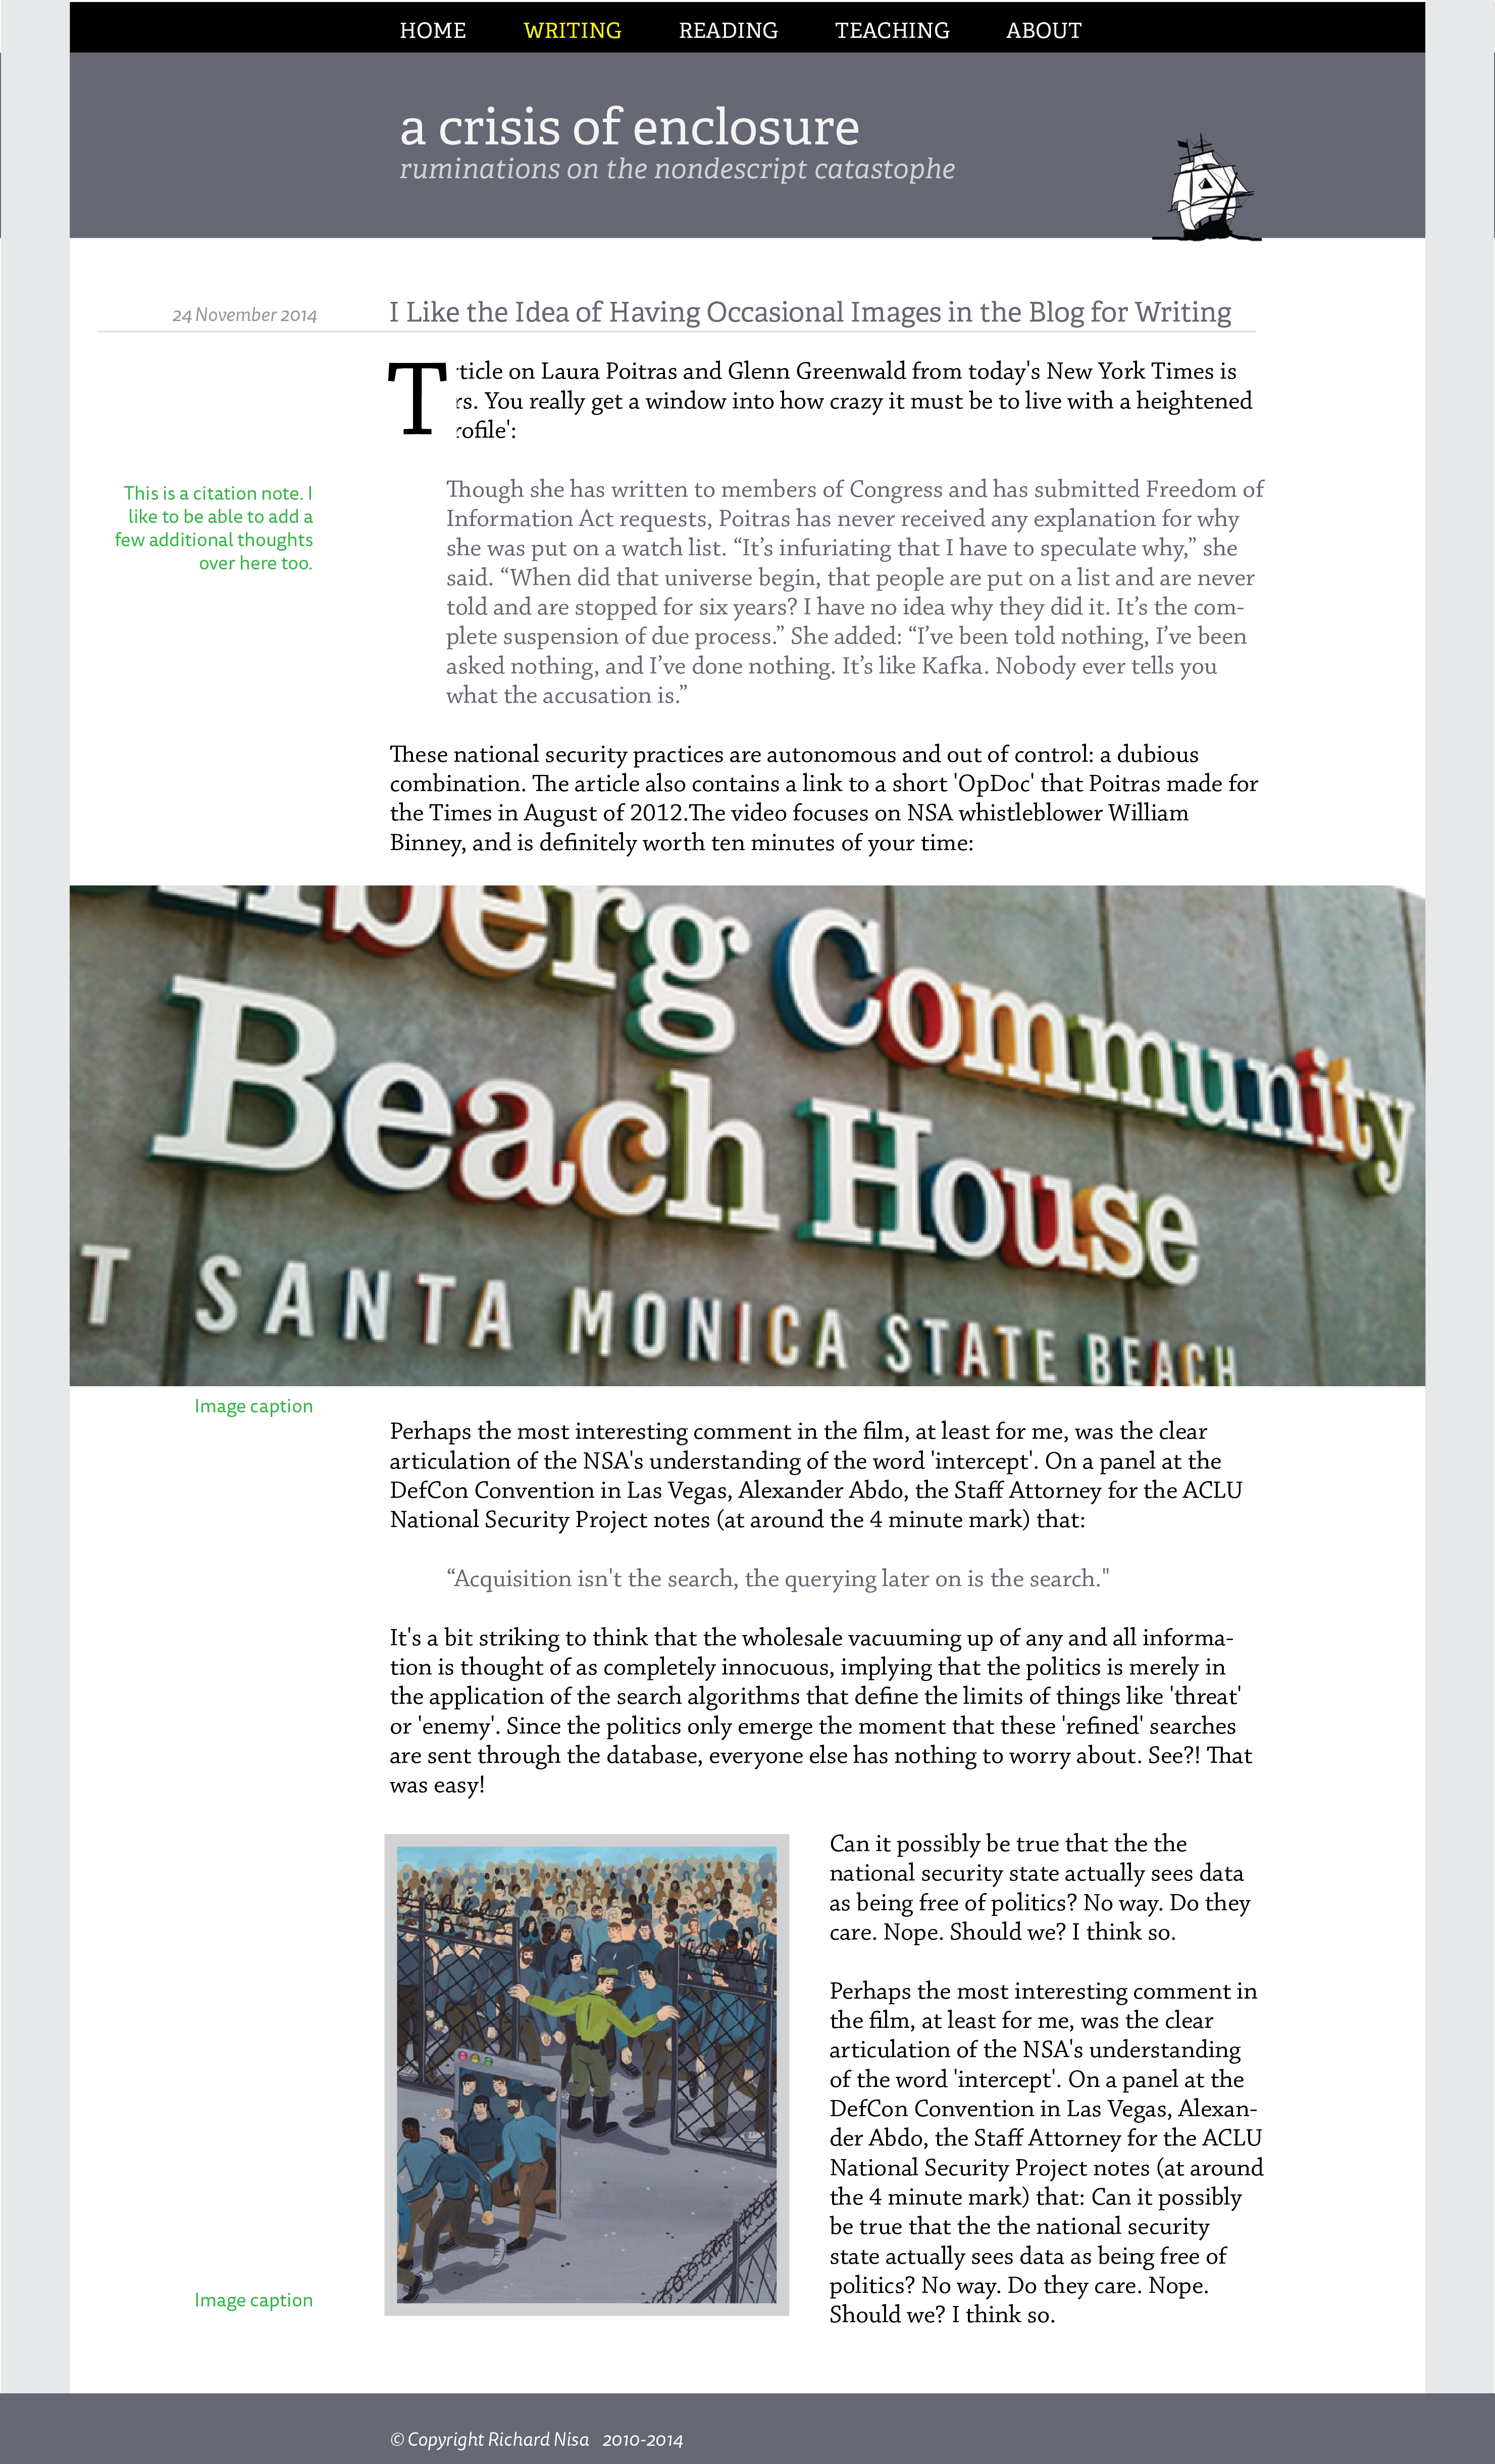 HOME WRITING READING TEACHING ABOUT
a crisis of enclosure
ruminations on the nondescript catastophe
24 November 2014
I Like the Idea of Having Occasional Images in the Blog for Writing
T
rticle on Laura Poitras and Glenn Greenwald from today's New York Times is
rs. You really get a window into how crazy it must be to live with a heightened
rofile':
This is a citation note. I
like to be able to add a
few additional thoughts
over here too.
Though she has written to members of Congress and has submitted Freedom of
Information Act requests, Poitras has never received any explanation for why
she was put on a watch list. “It’s infuriating that I have to speculate why,” she
said. “When did that universe begin, that people are put on a list and are never
told and are stopped for six years? I have no idea why they did it. It’s the com-
plete suspension of due process.” She added: “I’ve been told nothing, I’ve been
asked nothing, and I’ve done nothing. It’s like Kafka. Nobody ever tells you
what the accusation is.”
These national security practices are autonomous and out of control: a dubious
combination. The article also contains a link to a short 'OpDoc' that Poitras made for
the Times in August of 2012.The video focuses on NSA whistleblower William
Binney, and is definitely worth ten minutes of your time:
berg Community
Beach House
T SANTA MONICA STATE BEACH
Image caption
Perhaps the most interesting comment in the film, at least for me, was the clear
articulation of the NSA's understanding of the word 'intercept'. On a panel at the
DefCon Convention in Las Vegas, Alexander Abdo, the Staff Attorney for the ACLU
National Security Project notes (at around the 4 minute mark) that:
“Acquisition isn't the search, the querying later on is the search."
It's a bit striking to think that the wholesale vacuuming up of any and all informa-
tion is thought of as completely innocuous, implying that the politics is merely in
the application of the search algorithms that define the limits of things like 'threat'
or 'enemy'. Since the politics only emerge the moment that these 'refined' searches
are sent through the database, everyone else has nothing to worry about. See?! That
was easy!
Can it possibly be true that the the
national security state actually sees data
as being free of politics? No way. Do they
care. Nope. Should we? I think so.
Perhaps the most interesting comment in
the film, at least for me, was the clear
articulation of the NSA's understanding
of the word 'intercept'. On a panel at the
DefCon Convention in Las Vegas, Alexan-
der Abdo, the Staff Attorney for the ACLU
National Security Project notes (at around
the 4 minute mark) that: Can it possibly
be true that the the national security
state actually sees data as being free of
politics? No way. Do they care. Nope.
Should we? I think so.
Image caption
© Copyright Richard Nisa 2010-2014